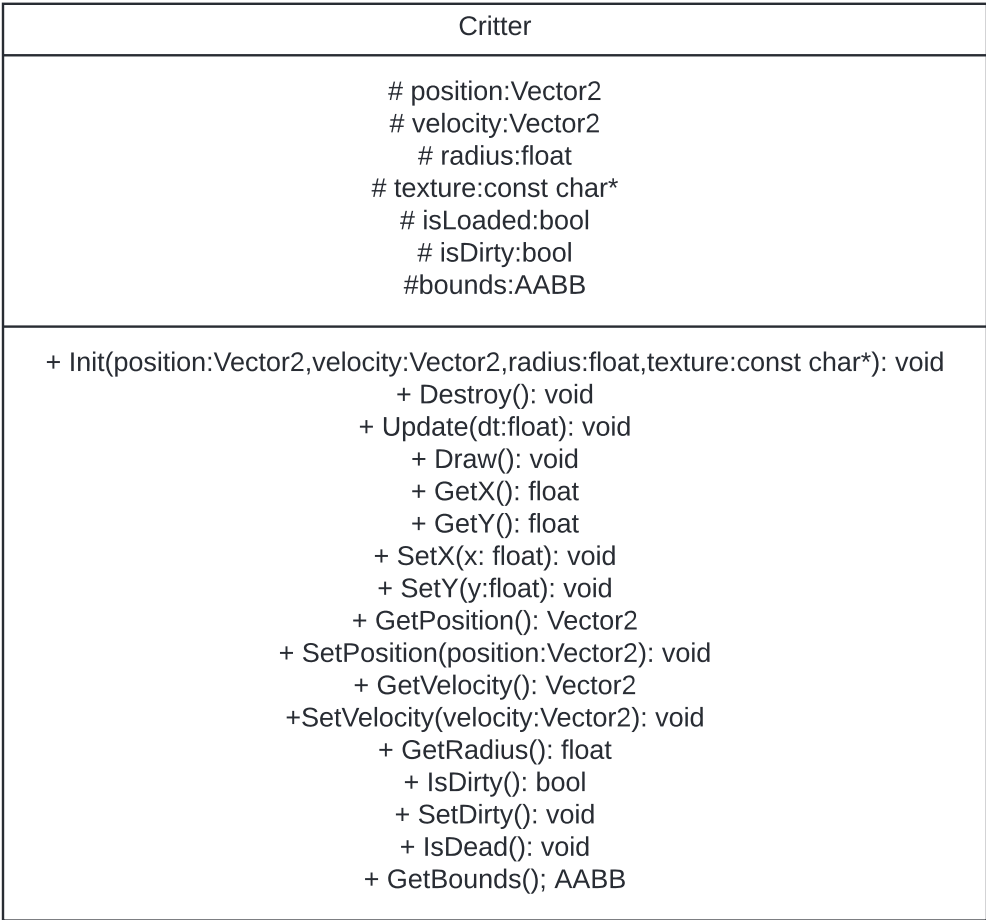 Critter
# position:Vector2
# velocity:Vector2
# radius:float
# texture:const char*
# isLoaded:bool
# isDirty:bool
#bounds:AABB
+ Init(position:Vector2,velocity:Vector2,radius:float,texture:const char*): void
+ Destroy(): void
+ Update(dt:float): void
+ Draw(): void
+ GetX(): float
+ GetY(): float
+ SetX(x: float): void
+ SetY(y:float): void
+ GetPosition(): Vector2
+ SetPosition(position:Vector2): void
+ GetVelocity(): Vector2
+SetVelocity(velocity:Vector2): void
+ GetRadius(): float
+ IsDirty(): bool
+ SetDirty(): void
+ IsDead(): void
+ GetBounds(); AABB